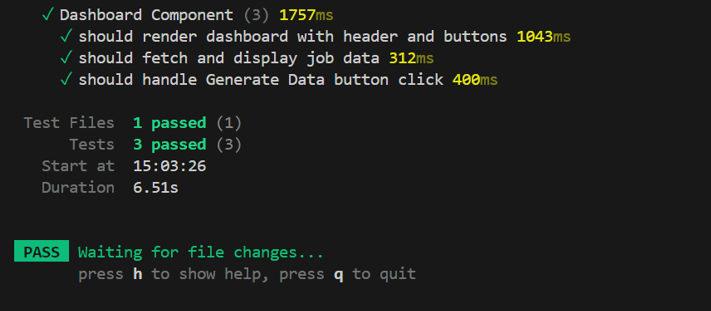 ✓ Dashboard Component (3) 1757ms
✓ should render dashboard with header and buttons 1043ms
✓ should fetch and display job data 312ms
✓ should handle Generate Data button click 400ms
Test Files 1 passed (1)
Tests 3 passed (3)
Start at 15:03:26
Duration 6.51s
PASS Waiting for file changes...
press h to show help, press q to quit